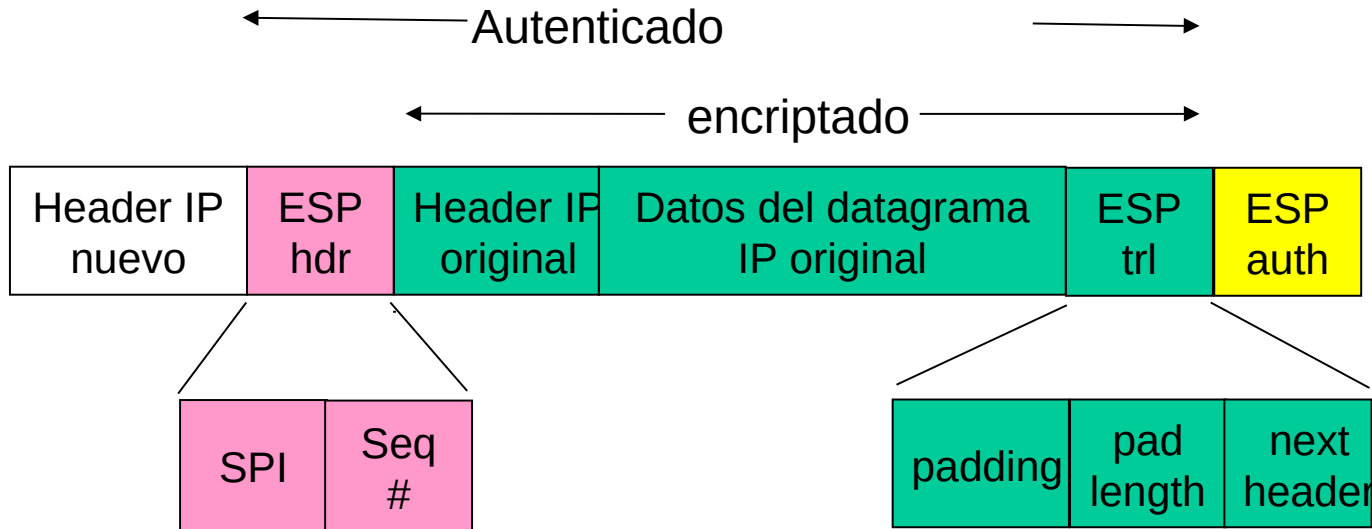 Autenticado
encriptado
Header IP
nuevo
ESP
hdr
Header IP
original
Datos del datagrama
IP original
ESP
trl
ESP
auth
SPI
Seq
#
padding
pad
length
next
header